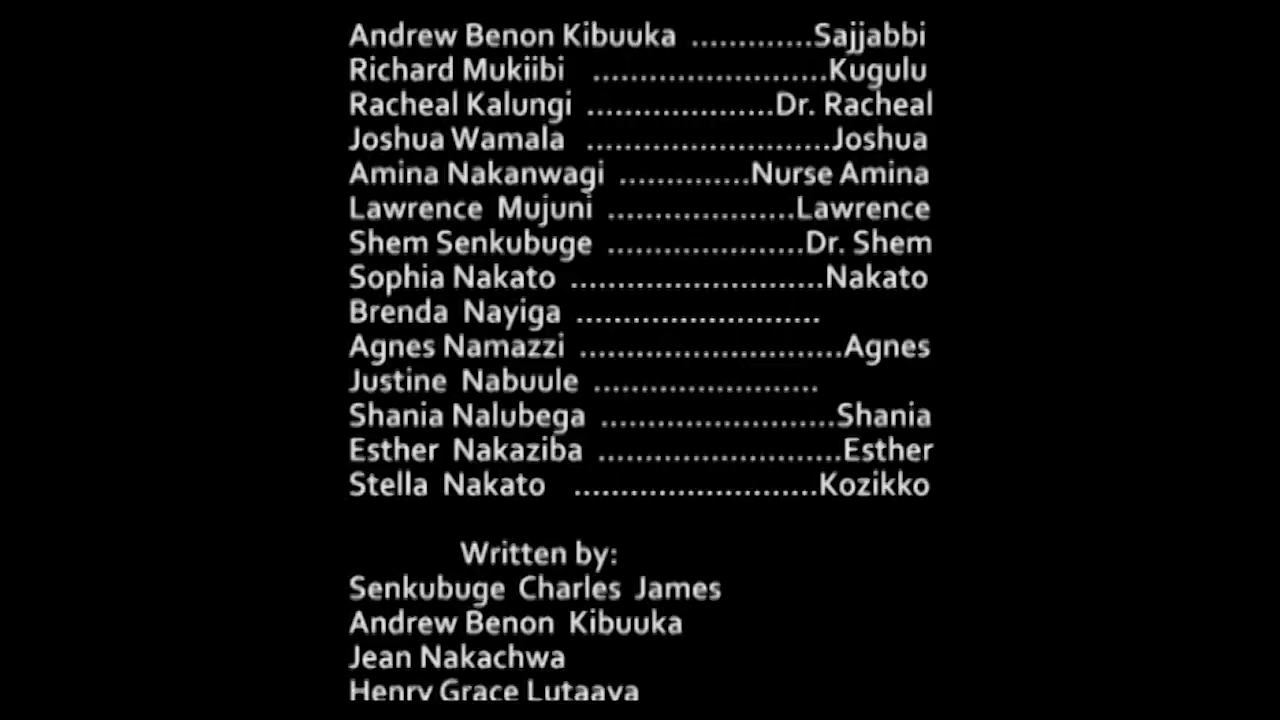 Andrew Benon Kibuuka .............Sajjabbi
Richard Mukiibi .........................Kugulu
Racheal Kalungi ....................Dr. Racheal
Joshua Wamala ..........................Joshua
Amina Nakanwagi ..............Nurse Amina
Lawrence Mujuni ....................Lawrence
Shem Senkubuge .....................Dr. Shem
Sophia Nakato ...........................Nakato
Brenda Nayiga ..........................
Agnes Namazzi ............................Agnes
Justine Nabuule ........................
Shania Nalubega .........................Shania
Esther Nakaziba ..........................Esther
Stella Nakato ..........................Kozikko
Written by:
Senkubuge Charles James
Andrew Benon Kibuuka
Jean Nakachwa
Henry Grace Lutaaya